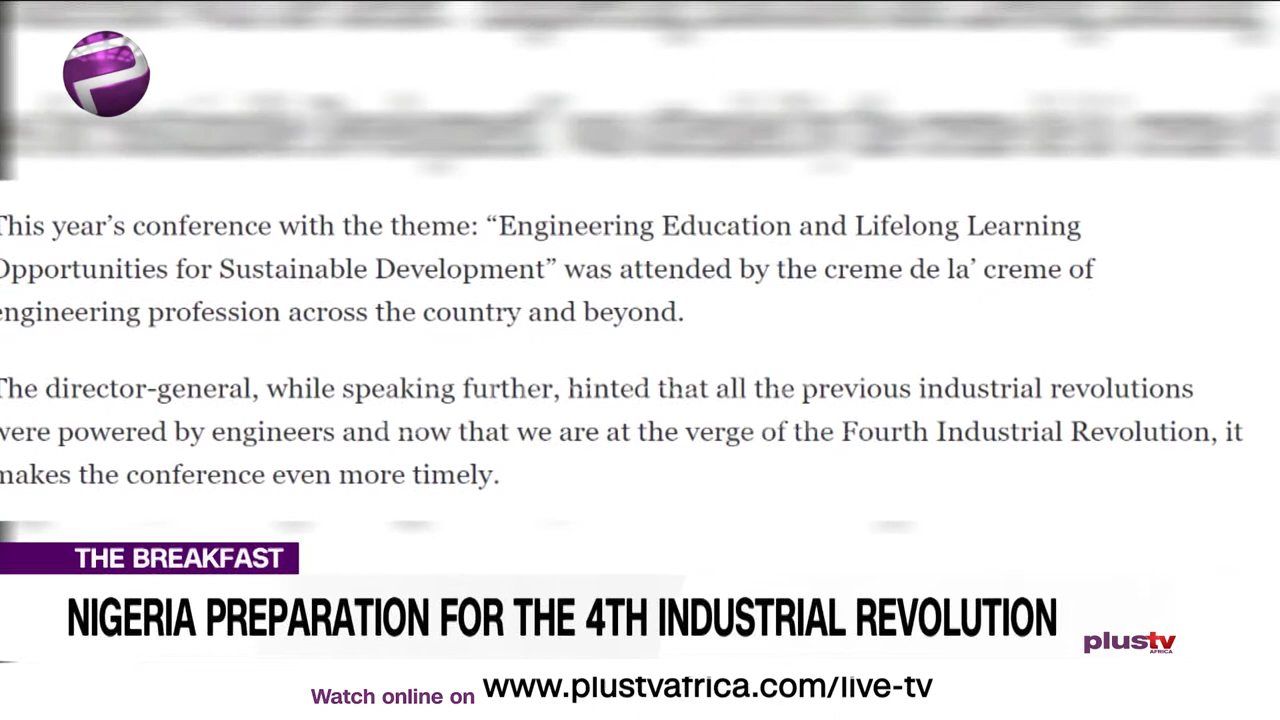 This year's conference with the theme: “Engineering Education and Lifelong Learning
Opportunities for Sustainable Development” was attended by the creme de la’ creme of
engineering profession across the country and beyond.
The director-general, while speaking further, hinted that all the previous industrial revolutions
were powered by engineers and now that we are at the verge of the Fourth Industrial Revolution, it
makes the conference even more timely.
THE BREAKFAST
NIGERIA PREPARATION FOR THE 4TH INDUSTRIAL REVOLUTION
plustv
AFRICA
Watch online on www.plustvafrica.com/live-tv